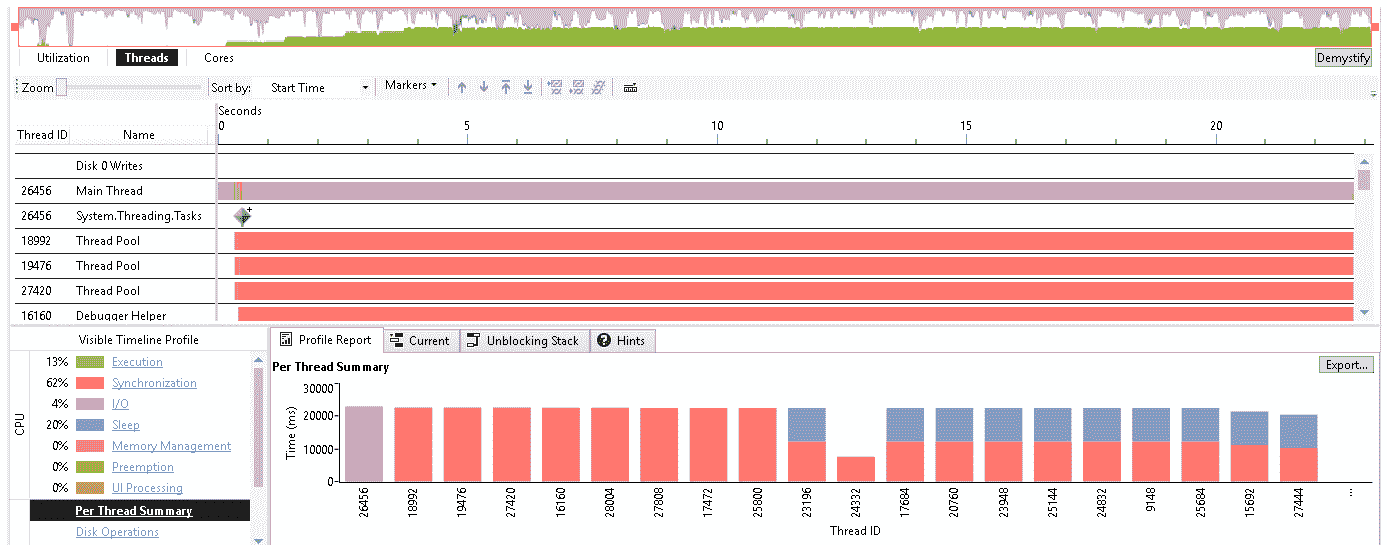 Utilization Threads Cores Demystify
Zoom Sort by: Start Time Markers
Seconds
Thread ID Name 0 5 10 15 20
Disk 0 Writes
26456 Main Thread
26456 System.Threading.Tasks
18992 Thread Pool
19476 Thread Pool
27420 Thread Pool
16160 Debugger Helper
Visible Timeline Profile
CPU
13% Execution
62% Synchronization
4% I/O
20% Sleep
0% Memory Management
0% Preemption
0% UI Processing
Per Thread Summary
Disk Operations
Profile Report Current Unblocking Stack Hints
Per Thread Summary Export...
Time (ms)
30000
20000
10000
0
26456 18992 19476 27420 16160 28004 27808 17472 25800 23196 24332 17684 20760 23948 25144 24832 9148 25684 15692 27444 ...
Thread ID